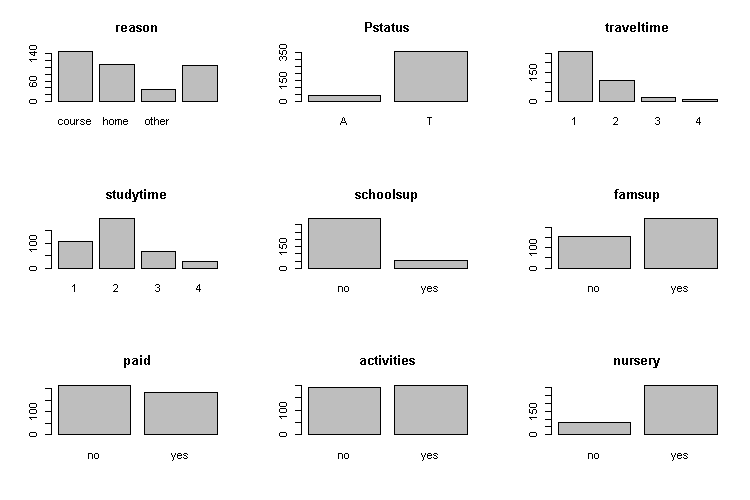 reason
140
60
0
course home other
Pstatus
350
150
0
A T
traveltime
150
0
1 2 3 4
studytime
100
0
1 2 3 4
schoolsup
150
0
no yes
famsup
100
0
no yes
paid
100
0
no yes
activities
100
0
no yes
nursery
150
0
no yes